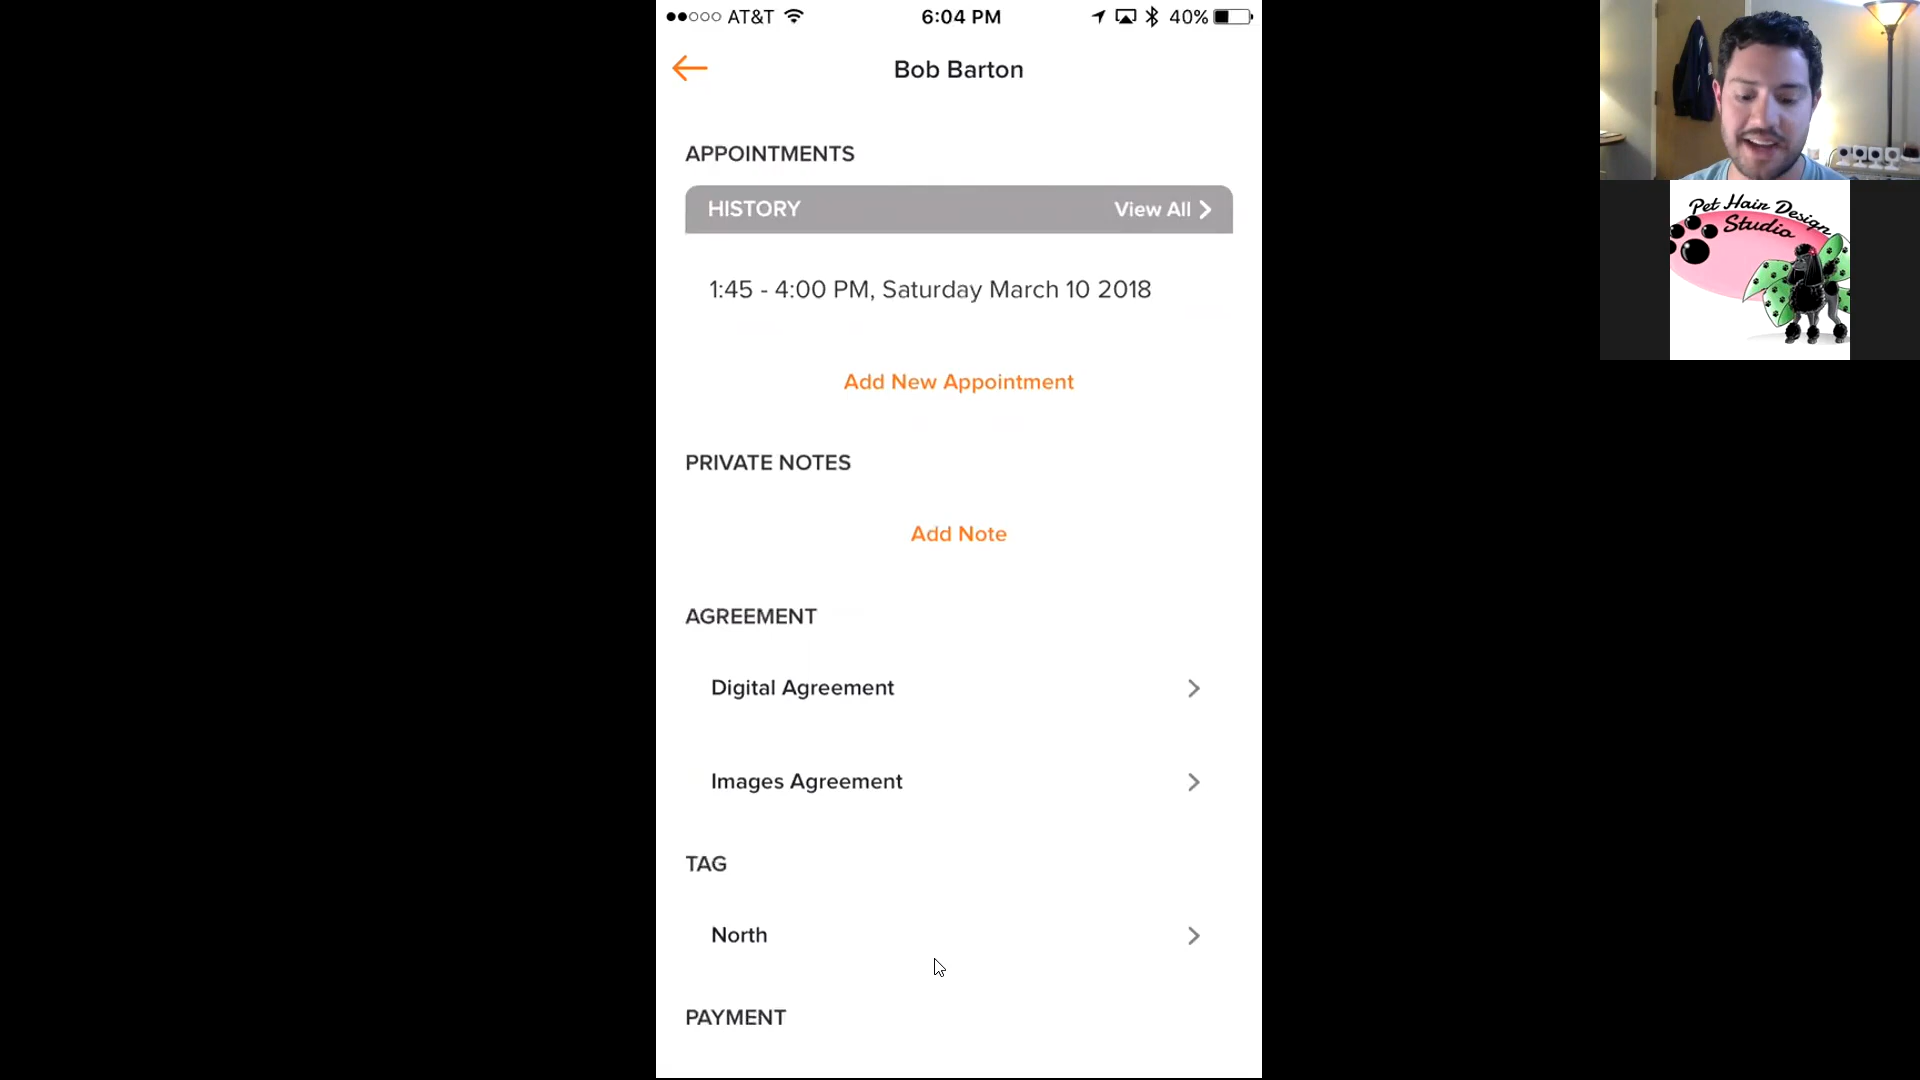 AT&T
6:04 PM
40%
Bob Barton
APPOINTMENTS
HISTORY
View All
1:45 - 4:00 PM, Saturday March 10 2018
Add New Appointment
PRIVATE NOTES
Add Note
AGREEMENT
Digital Agreement
Images Agreement
TAG
North
PAYMENT
Pet Hair Design
Studio